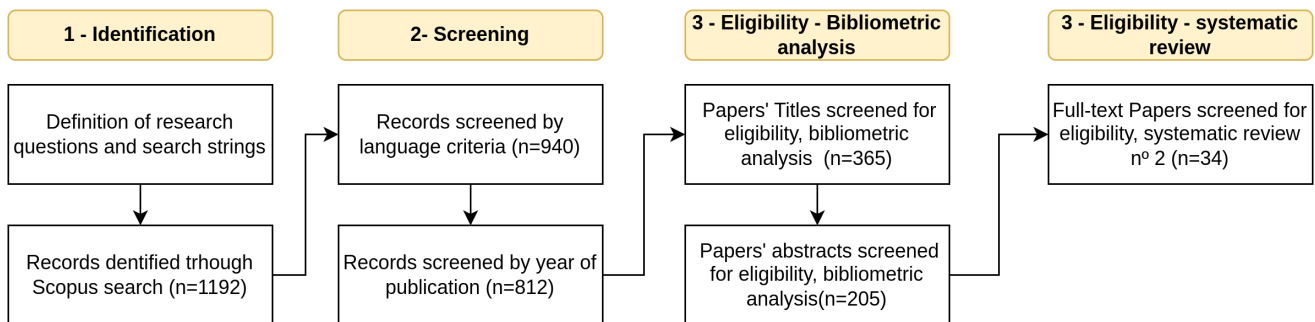 1 - Identification
Definition of research
questions and search strings
Records dentified trhough
Scopus search (n=1192)
2- Screening
Records screened by
language criteria (n=940)
Records screened by year of
publication (n=812)
3 - Eligibility - Bibliometric
analysis
Papers' Titles screened for
eligibility, bibliometric
analysis (n=365)
Papers' abstracts screened
for eligibility, bibliometric
analysis(n=205)
3 - Eligibility - systematic
review
Full-text Papers screened for
eligibility, systematic review
nº 2 (n=34)